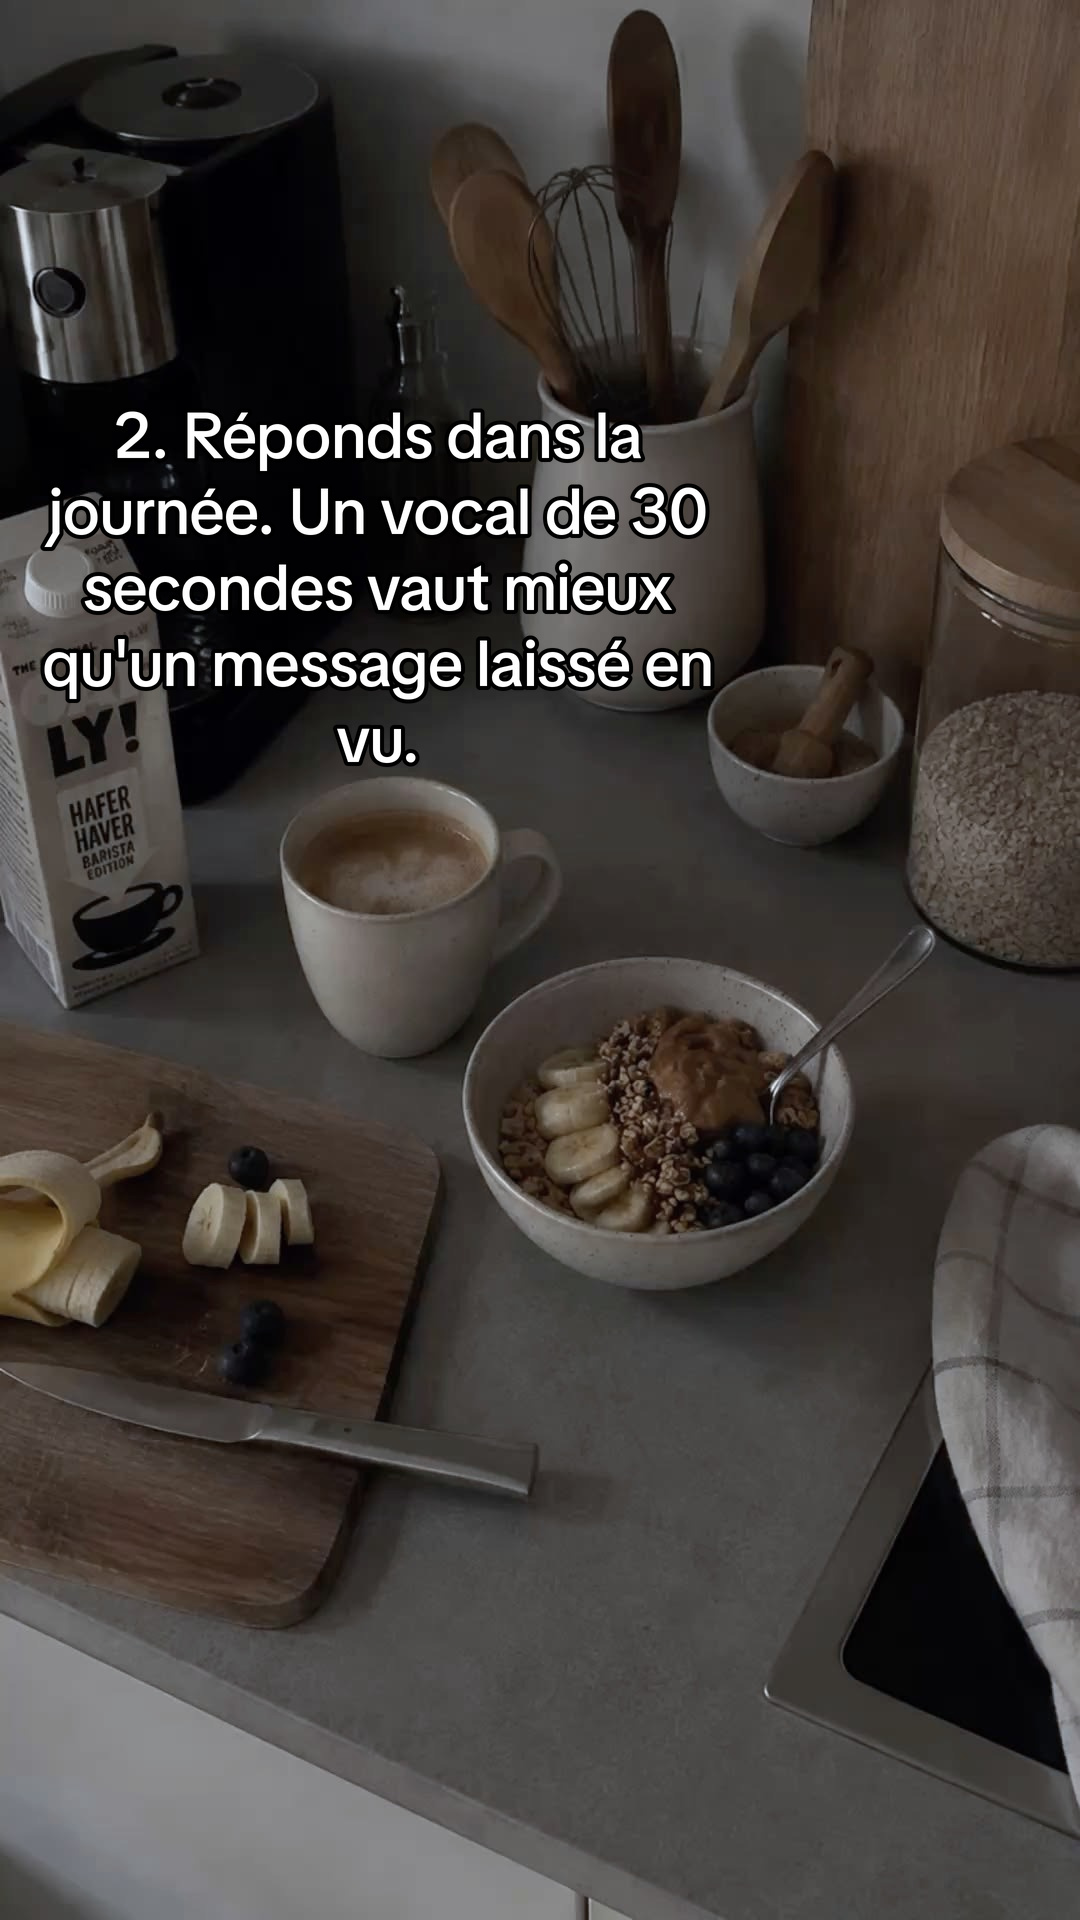 2. Réponds dans la
journée. Un vocal de 30
secondes vaut mieux
qu'un message laissé en
vu.
THE
LY!
HAFER
HAVER
BARISTA
EDITION